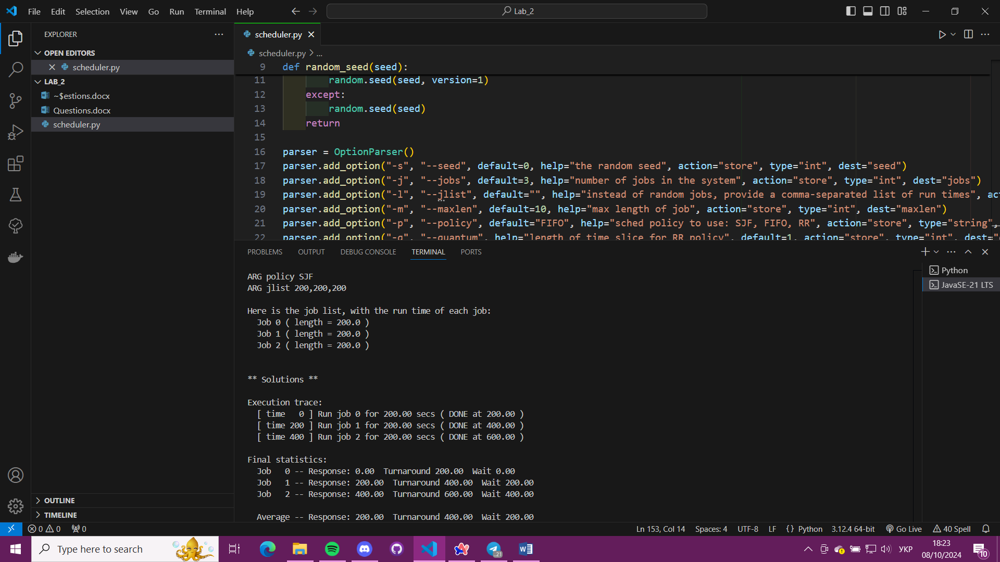 File Edit Selection View Go Run Terminal Help
Lab_2
EXPLORER
OPEN EDITORS
scheduler.py
LAB_2
~$estions.docx
Questions.docx
scheduler.py
OUTLINE
TIMELINE
scheduler.py
scheduler.py > ...
9 def random_seed(seed):
11 random.seed(seed, version=1)
12 except:
13 random.seed(seed)
14 return
15
16 parser = OptionParser()
17 parser.add_option("-s", "--seed", default=0, help="the random seed", action="store", type="int", dest="seed")
18 parser.add_option("-j", "--jobs", default=3, help="number of jobs in the system", action="store", type="int", dest="jobs")
19 parser.add_option("-l", "--jlist", default="", help="instead of random jobs, provide a comma-separated list of run times", ac
20 parser.add_option("-m", "--maxlen", default=10, help="max length of job", action="store", type="int", dest="maxlen")
21 parser.add_option("-p", "--policy", default="FIFO", help="sched policy to use: SJF, FIFO, RR", action="store", type="string",
22 parser.add_option("-q", "--quantum", help="length of time slice for RR policy", default=1, action="store", type="int", dest="
PROBLEMS OUTPUT DEBUG CONSOLE TERMINAL PORTS
Python
JavaSE-21 LTS
ARG policy SJF
ARG jlist 200,200,200
Here is the job list, with the run time of each job:
Job 0 ( length = 200.0 )
Job 1 ( length = 200.0 )
Job 2 ( length = 200.0 )
** Solutions **
Execution trace:
[ time   0 ] Run job 0 for 200.00 secs ( DONE at 200.00 )
[ time 200 ] Run job 1 for 200.00 secs ( DONE at 400.00 )
[ time 400 ] Run job 2 for 200.00 secs ( DONE at 600.00 )
Final statistics:
Job   0 -- Response: 0.00  Turnaround 200.00  Wait 0.00
Job   1 -- Response: 200.00  Turnaround 400.00  Wait 200.00
Job   2 -- Response: 400.00  Turnaround 600.00  Wait 400.00
Average -- Response: 200.00  Turnaround 400.00  Wait 200.00
0 0 0 Ln 153, Col 14 Spaces: 4 UTF-8 LF {} Python 3.12.4 64-bit Go Live 40 Spell
Type here to search
21
УКР
18:23
08/10/2024
10